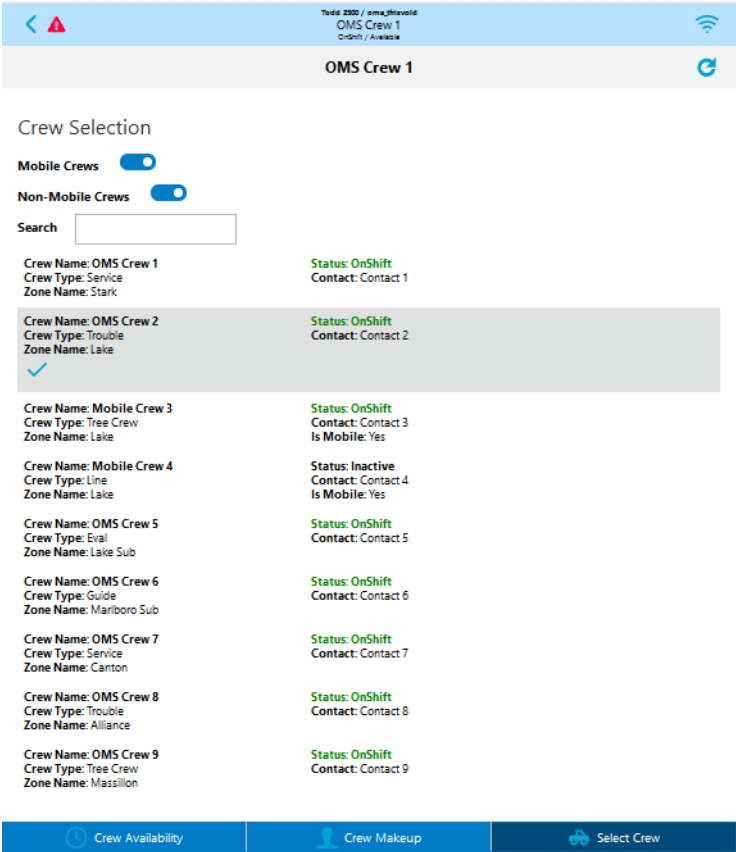 Todd 2500 / oma_thisvold
OMS Crew 1
OnShift / Available
OMS Crew 1
Crew Selection
Mobile Crews
Non-Mobile Crews
Search
Crew Name: OMS Crew 1 Status: OnShift
Crew Type: Service Contact: Contact 1
Zone Name: Stark
Crew Name: OMS Crew 2 Status: OnShift
Crew Type: Trouble Contact: Contact 2
Zone Name: Lake
Crew Name: Mobile Crew 3 Status: OnShift
Crew Type: Tree Crew Contact: Contact 3
Zone Name: Lake Is Mobile: Yes
Crew Name: Mobile Crew 4 Status: Inactive
Crew Type: Line Contact: Contact 4
Zone Name: Lake Is Mobile: Yes
Crew Name: OMS Crew 5 Status: OnShift
Crew Type: Eval Contact: Contact 5
Zone Name: Lake Sub
Crew Name: OMS Crew 6 Status: OnShift
Crew Type: Guide Contact: Contact 6
Zone Name: Marlboro Sub
Crew Name: OMS Crew 7 Status: OnShift
Crew Type: Service Contact: Contact 7
Zone Name: Canton
Crew Name: OMS Crew 8 Status: OnShift
Crew Type: Trouble Contact: Contact 8
Zone Name: Alliance
Crew Name: OMS Crew 9 Status: OnShift
Crew Type: Tree Crew Contact: Contact 9
Zone Name: Massillon
Crew Availability Crew Makeup Select Crew